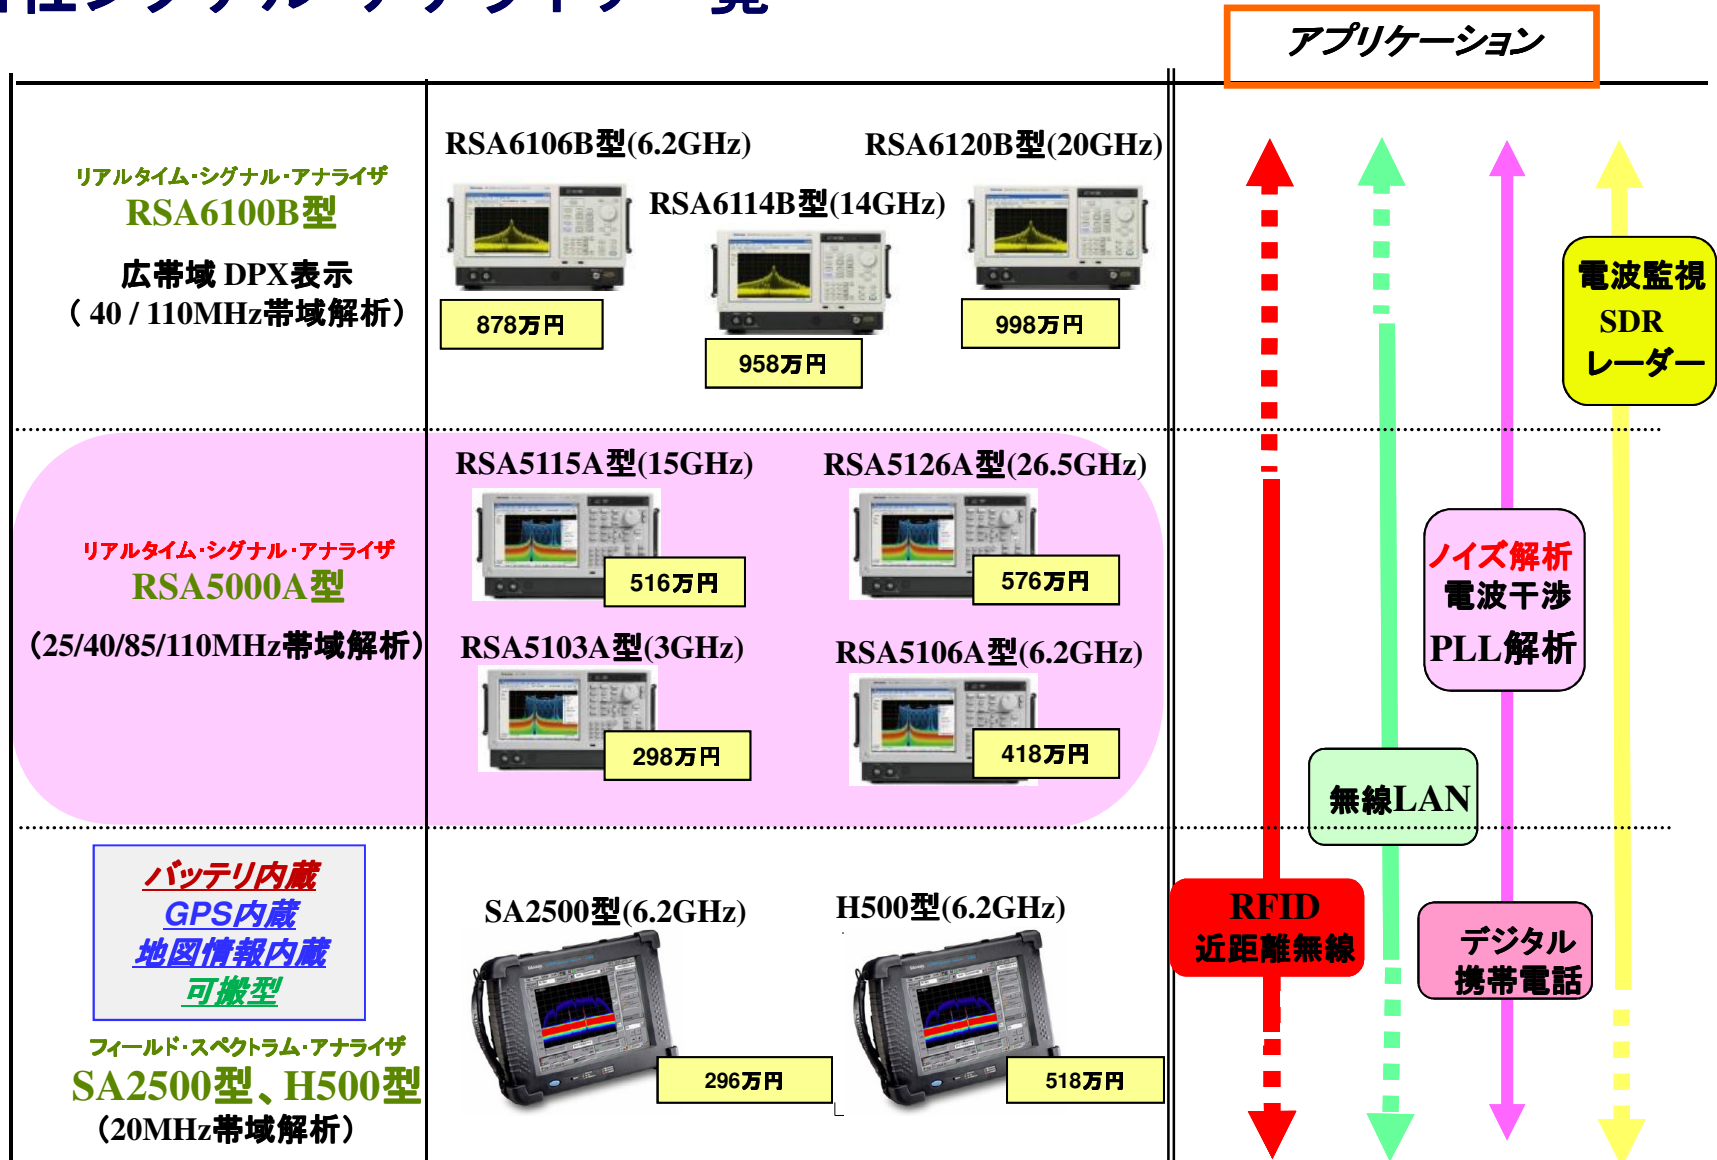 アプリケーション
リアルタイム・シグナル・アナライザ
RSA6100B型
広帯域 DPX表示
（ 40 / 110MHz帯域解析）
RSA6106B型(6.2GHz)
878万円
RSA6114B型(14GHz)
958万円
RSA6120B型(20GHz)
998万円
電波監視
SDR
レーダー
リアルタイム・シグナル・アナライザ
RSA5000A型
（25/40/85/110MHz帯域解析）
RSA5115A型(15GHz)
516万円
RSA5126A型(26.5GHz)
576万円
RSA5103A型(3GHz)
298万円
RSA5106A型(6.2GHz)
418万円
ノイズ解析
電波干渉
PLL解析
無線LAN
バッテリ内蔵
GPS内蔵
地図情報内蔵
可搬型
フィールド・スペクトラム・アナライザ
SA2500型、H500型
（20MHz帯域解析）
SA2500型(6.2GHz)
296万円
H500型(6.2GHz)
518万円
RFID
近距離無線
デジタル
携帯電話